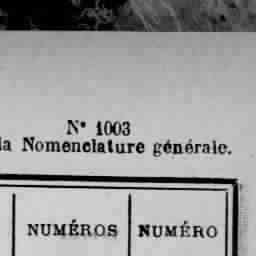 N° 1003
la Nomenclature générale.
NUMÉROS NUMÉRO